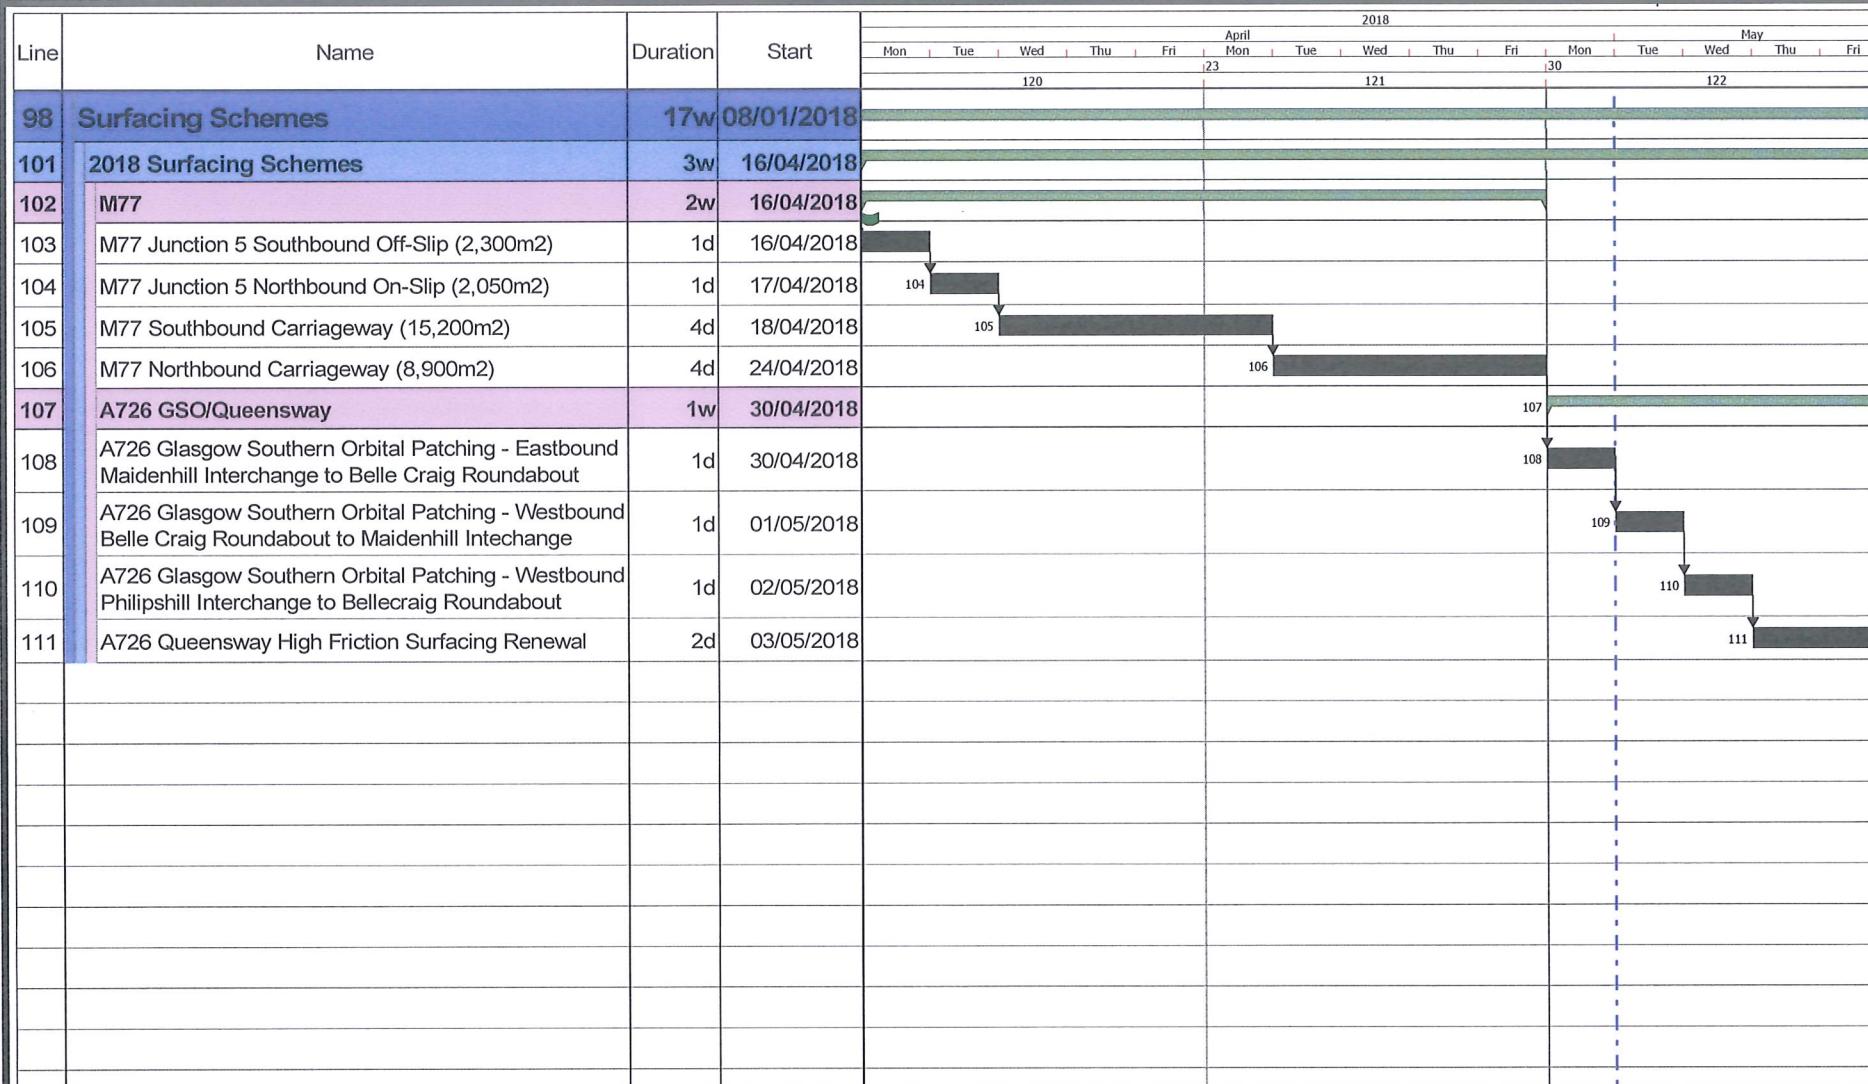 2018
April
May
Line Name Duration Start
Mon Tue Wed Thu Fri Mon Tue Wed Thu Fri Mon Tue Wed Thu Fri
23 30
120 121 122
98 Surfacing Schemes 17w 08/01/2018
101 2018 Surfacing Schemes 3w 16/04/2018
102 M77 2w 16/04/2018
103 M77 Junction 5 Southbound Off-Slip (2,300m2) 1d 16/04/2018
104 M77 Junction 5 Northbound On-Slip (2,050m2) 1d 17/04/2018 104
105 M77 Southbound Carriageway (15,200m2) 4d 18/04/2018 105
106 M77 Northbound Carriageway (8,900m2) 4d 24/04/2018 106
107 A726 GSO/Queensway 1w 30/04/2018 107
108 A726 Glasgow Southern Orbital Patching - Eastbound
Maidenhill Interchange to Belle Craig Roundabout 1d 30/04/2018 108
109 A726 Glasgow Southern Orbital Patching - Westbound
Belle Craig Roundabout to Maidenhill Intechange 1d 01/05/2018 109
110 A726 Glasgow Southern Orbital Patching - Westbound
Philipshill Interchange to Bellecraig Roundabout 1d 02/05/2018 110
111 A726 Queensway High Friction Surfacing Renewal 2d 03/05/2018 111